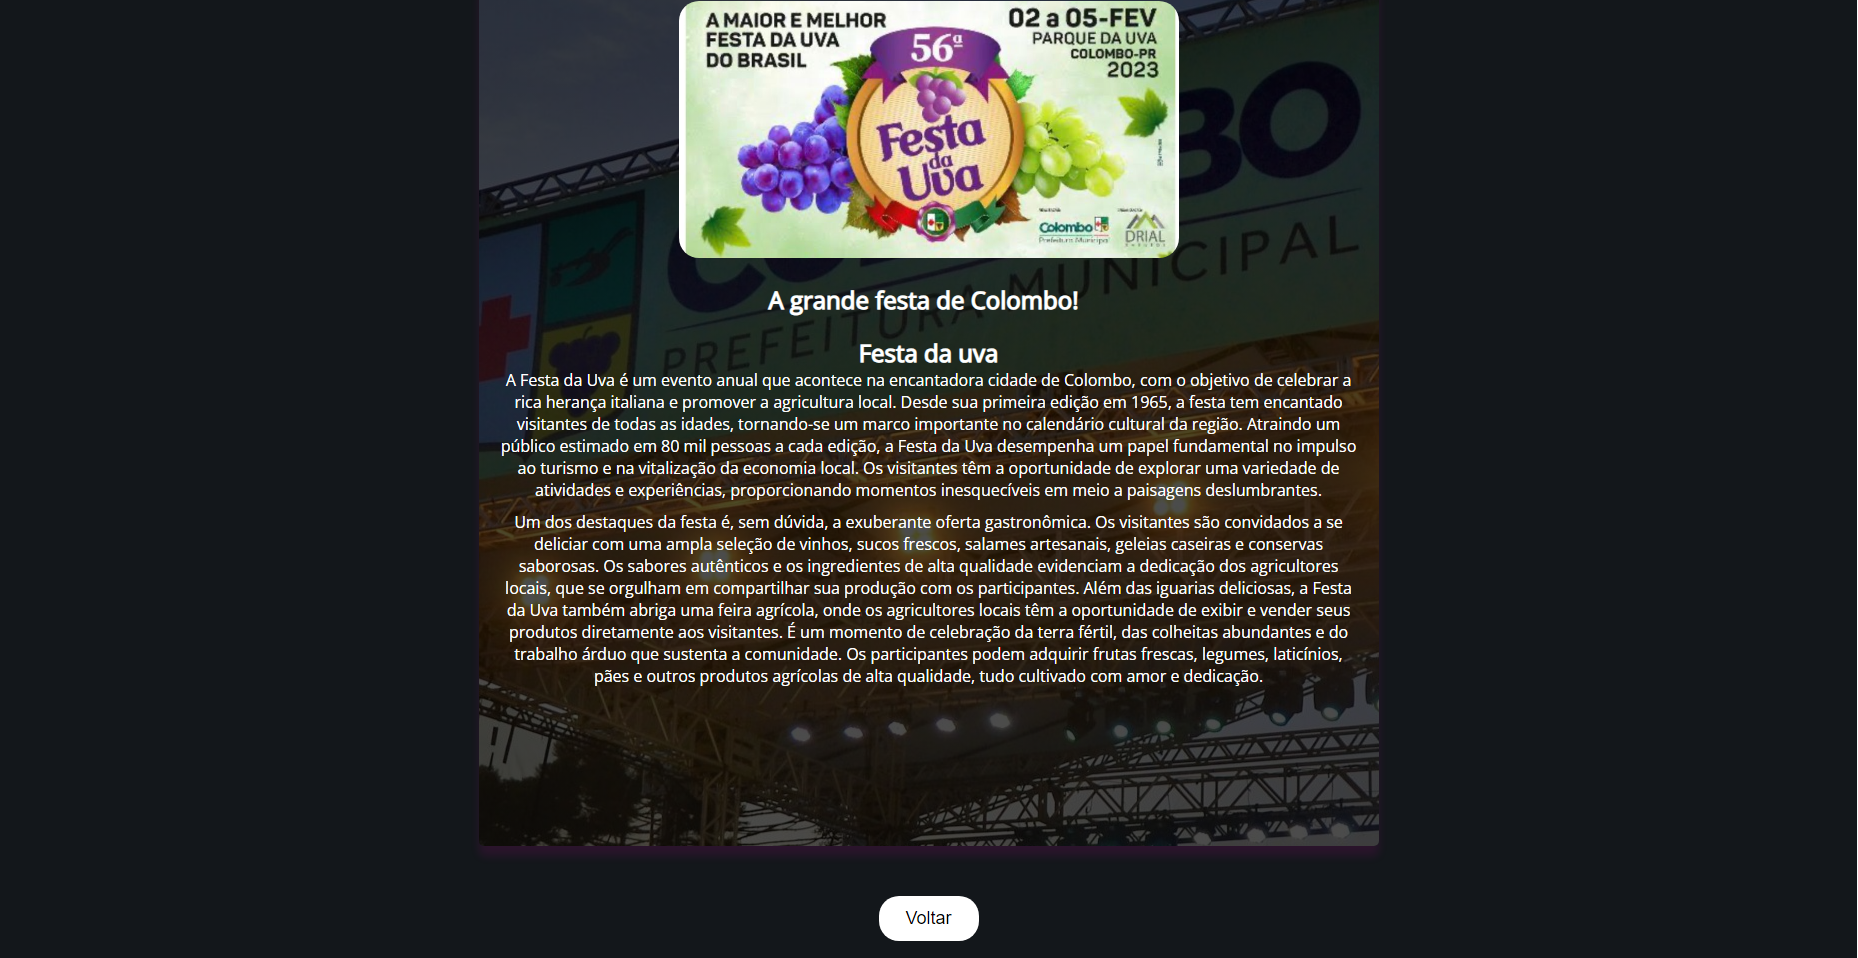 A MAIOR E MELHOR
FESTA DA UVA
DO BRASIL
02 a 05-FEV
PARQUE DA UVA
COLOMBO-PR
2023
56ª
Festa
da
Uva
Colombo
Prefeitura Municipal
DRIAL
PREFEITURA MUNICIPAL
A grande festa de Colombo!
Festa da uva
A Festa da Uva é um evento anual que acontece na encantadora cidade de Colombo, com o objetivo de celebrar a
rica herança italiana e promover a agricultura local. Desde sua primeira edição em 1965, a festa tem encantado
visitantes de todas as idades, tornando-se um marco importante no calendário cultural da região. Atraindo um
público estimado em 80 mil pessoas a cada edição, a Festa da Uva desempenha um papel fundamental no impulso
ao turismo e na vitalização da economia local. Os visitantes têm a oportunidade de explorar uma variedade de
atividades e experiências, proporcionando momentos inesquecíveis em meio a paisagens deslumbrantes.
Um dos destaques da festa é, sem dúvida, a exuberante oferta gastronômica. Os visitantes são convidados a se
deliciar com uma ampla seleção de vinhos, sucos frescos, salames artesanais, geleias caseiras e conservas
saborosas. Os sabores autênticos e os ingredientes de alta qualidade evidenciam a dedicação dos agricultores
locais, que se orgulham em compartilhar sua produção com os participantes. Além das iguarias deliciosas, a Festa
da Uva também abriga uma feira agrícola, onde os agricultores locais têm a oportunidade de exibir e vender seus
produtos diretamente aos visitantes. É um momento de celebração da terra fértil, das colheitas abundantes e do
trabalho árduo que sustenta a comunidade. Os participantes podem adquirir frutas frescas, legumes, laticínios,
pães e outros produtos agrícolas de alta qualidade, tudo cultivado com amor e dedicação.
Voltar